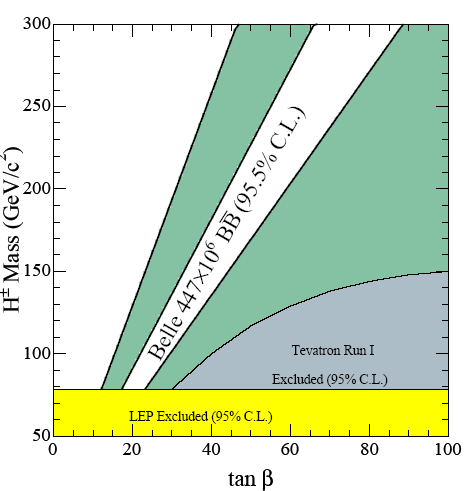 300
250
200
150
100
50
0
20
40
60
80
100
H± Mass (GeV/c²)
tan β
Belle 447×10⁶ BB̅ (95.5% C.L.)
Tevatron Run I
Excluded (95% C.L.)
LEP Excluded (95% C.L.)